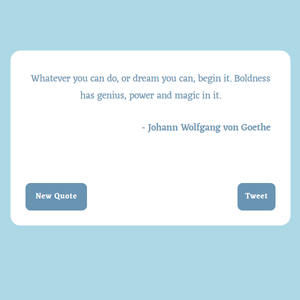 Whatever you can do, or dream you can, begin it. Boldness
has genius, power and magic in it.
- Johann Wolfgang von Goethe
New Quote
Tweet